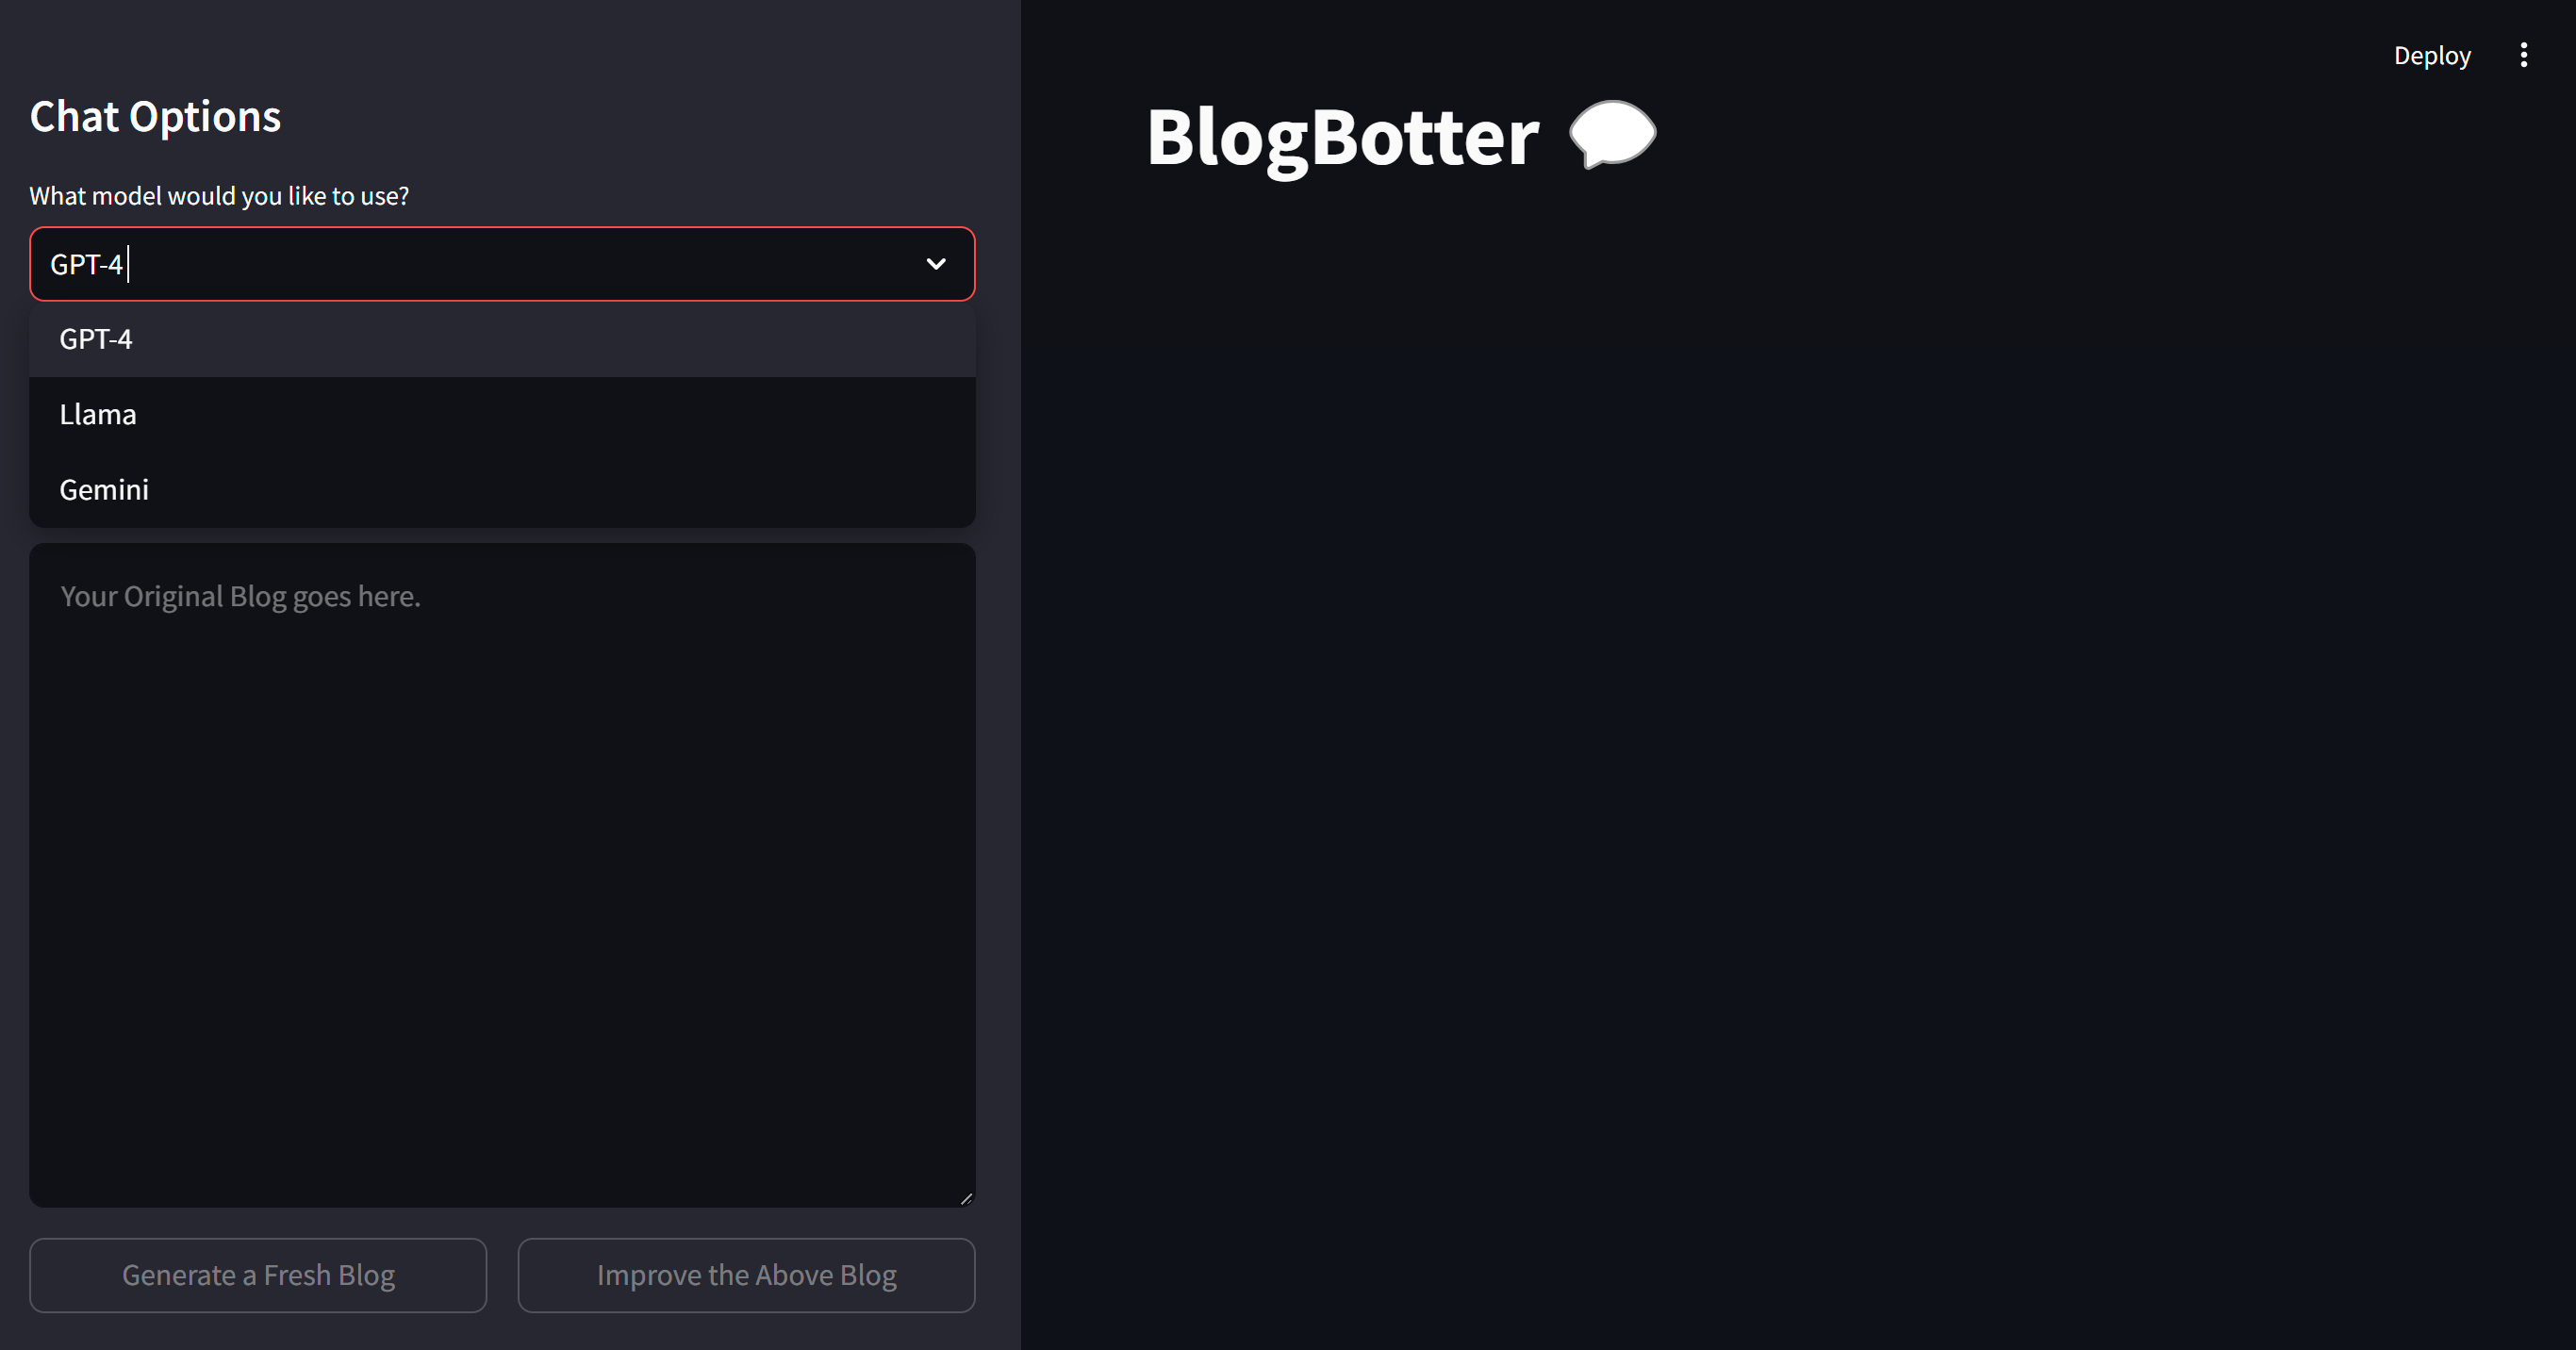 Deploy
Chat Options
What model would you like to use?
GPT-4
GPT-4
Llama
Gemini
Your Original Blog goes here.
Generate a Fresh Blog
Improve the Above Blog
BlogBotter